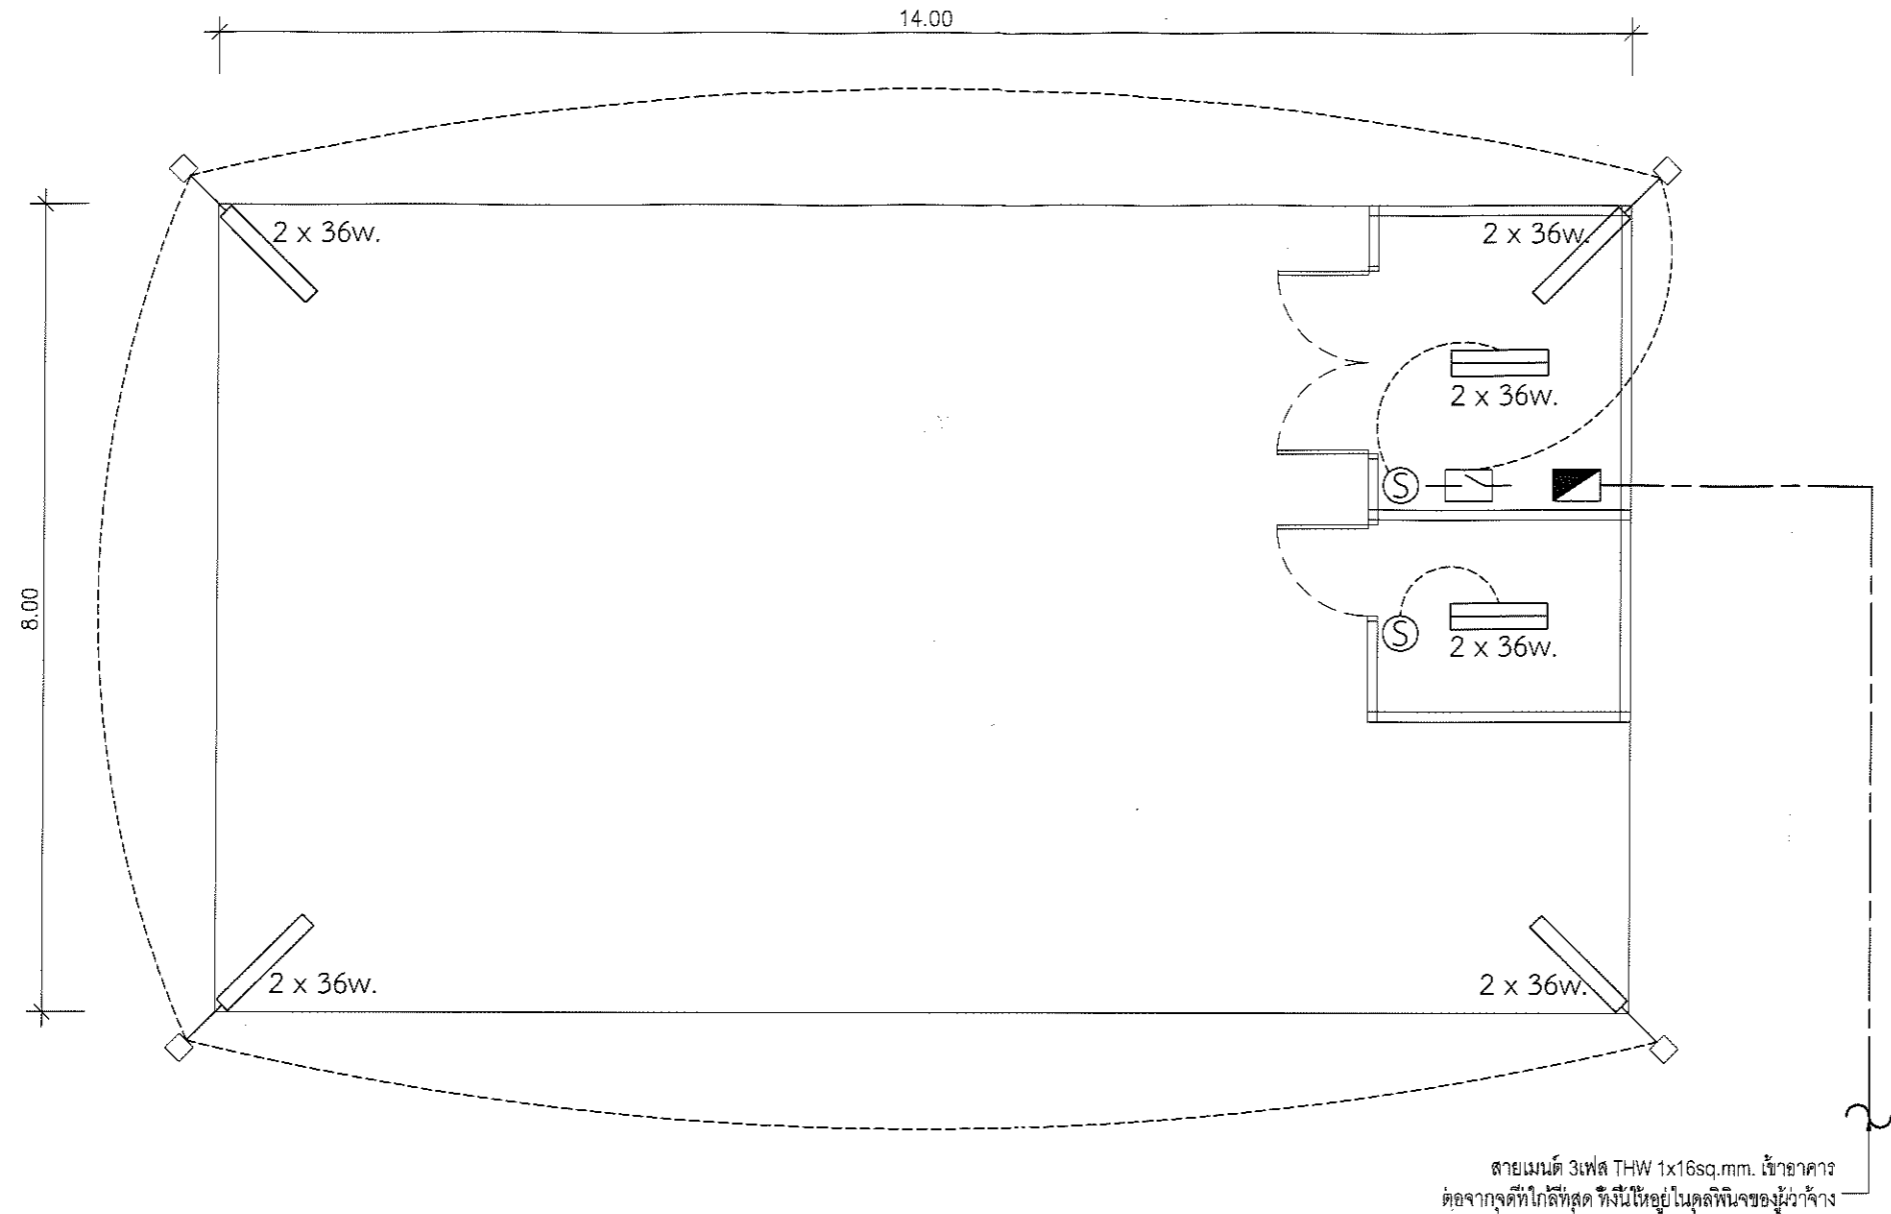 14.00
2 x 36w.
2 x 36w.
2 x 36w.
S
8.00
S
2 x 36w.
2 x 36w.
2 x 36w.
สายเมนต์ 3เฟส THW 1x16sq.mm. เข้าอาคาร
ต่อจากจุดที่ใกล้ที่สุด ทั้งนี้ให้อยู่ในดุลพินิจของผู้ว่าจ้าง